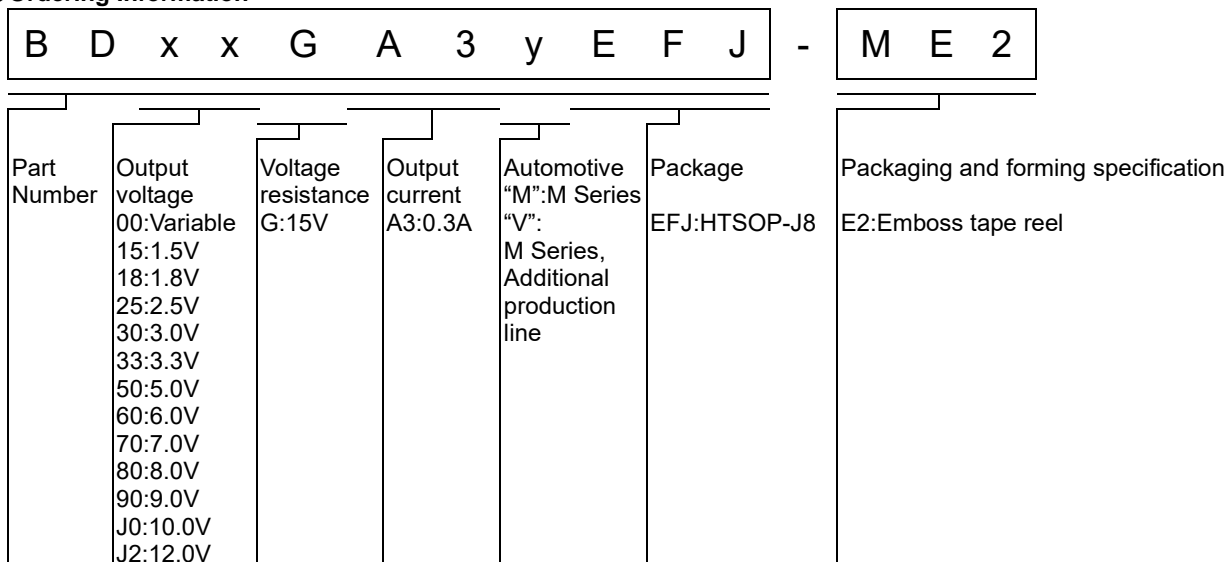 B D x x G A 3 y E F J - M E 2
Part
Number
Output
voltage
00:Variable
15:1.5V
18:1.8V
25:2.5V
30:3.0V
33:3.3V
50:5.0V
60:6.0V
70:7.0V
80:8.0V
90:9.0V
J0:10.0V
J2:12.0V
Voltage
resistance
G:15V
Output
current
A3:0.3A
Automotive
“M”:M Series
“V”:
M Series,
Additional
production
line
Package
EFJ:HTSOP-J8
Packaging and forming specification
E2:Emboss tape reel